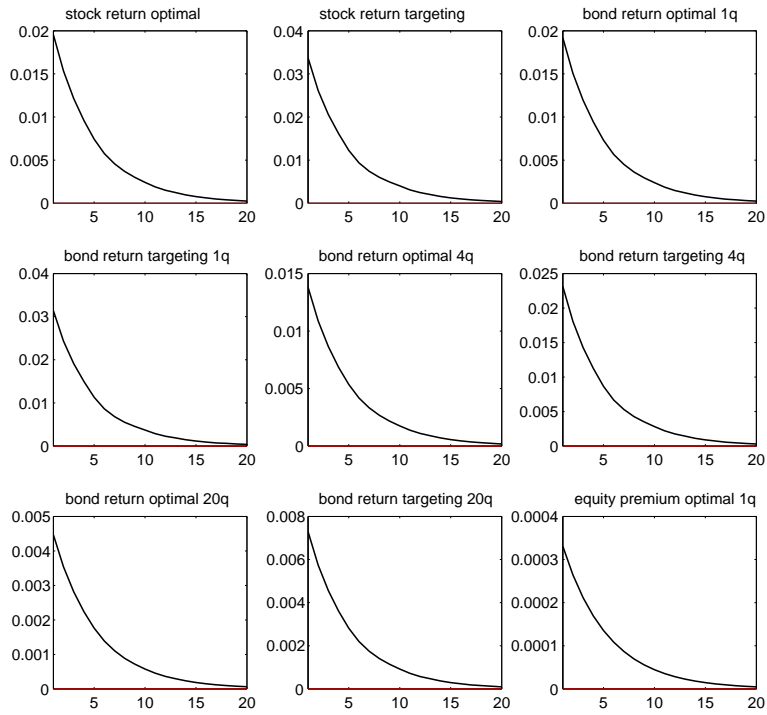 stock return optimal
0.02
0.015
0.01
0.005
0
5 10 15 20
stock return targeting
0.04
0.03
0.02
0.01
0
5 10 15 20
bond return optimal 1q
0.02
0.015
0.01
0.005
0
5 10 15 20
bond return targeting 1q
0.04
0.03
0.02
0.01
0
5 10 15 20
bond return optimal 4q
0.015
0.01
0.005
0
5 10 15 20
bond return targeting 4q
0.025
0.02
0.015
0.01
0.005
0
5 10 15 20
bond return optimal 20q
0.005
0.004
0.003
0.002
0.001
0
5 10 15 20
bond return targeting 20q
0.008
0.006
0.004
0.002
0
5 10 15 20
equity premium optimal 1q
0.0004
0.0003
0.0002
0.0001
0.000
5 10 15 20